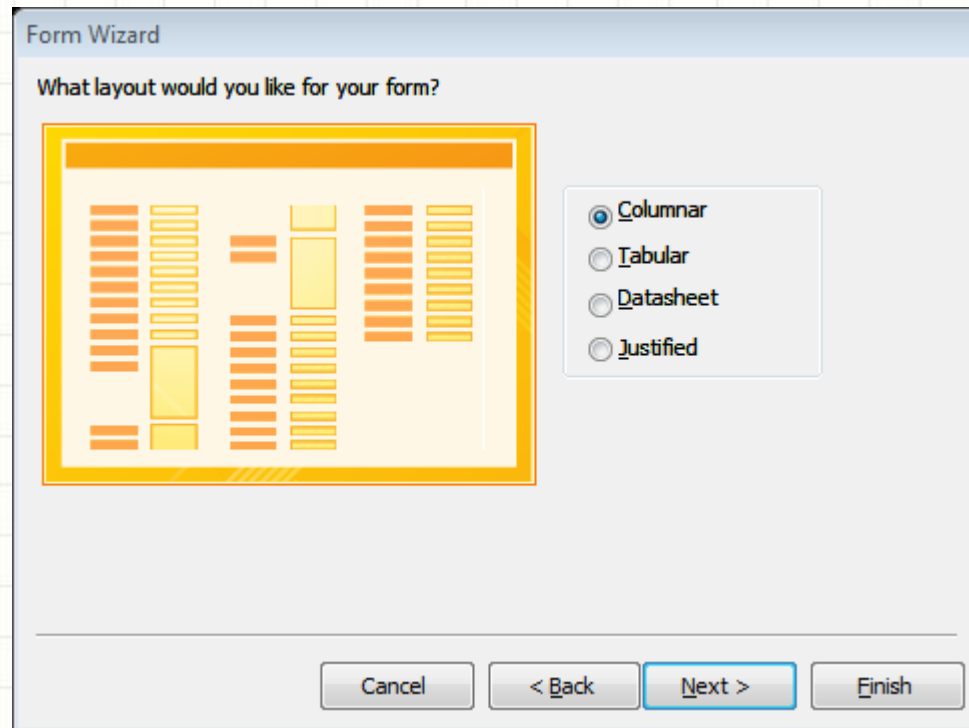 Form Wizard
What layout would you like for your form?
Columnar
Tabular
Datasheet
Justified
Cancel
< Back
Next >
Finish